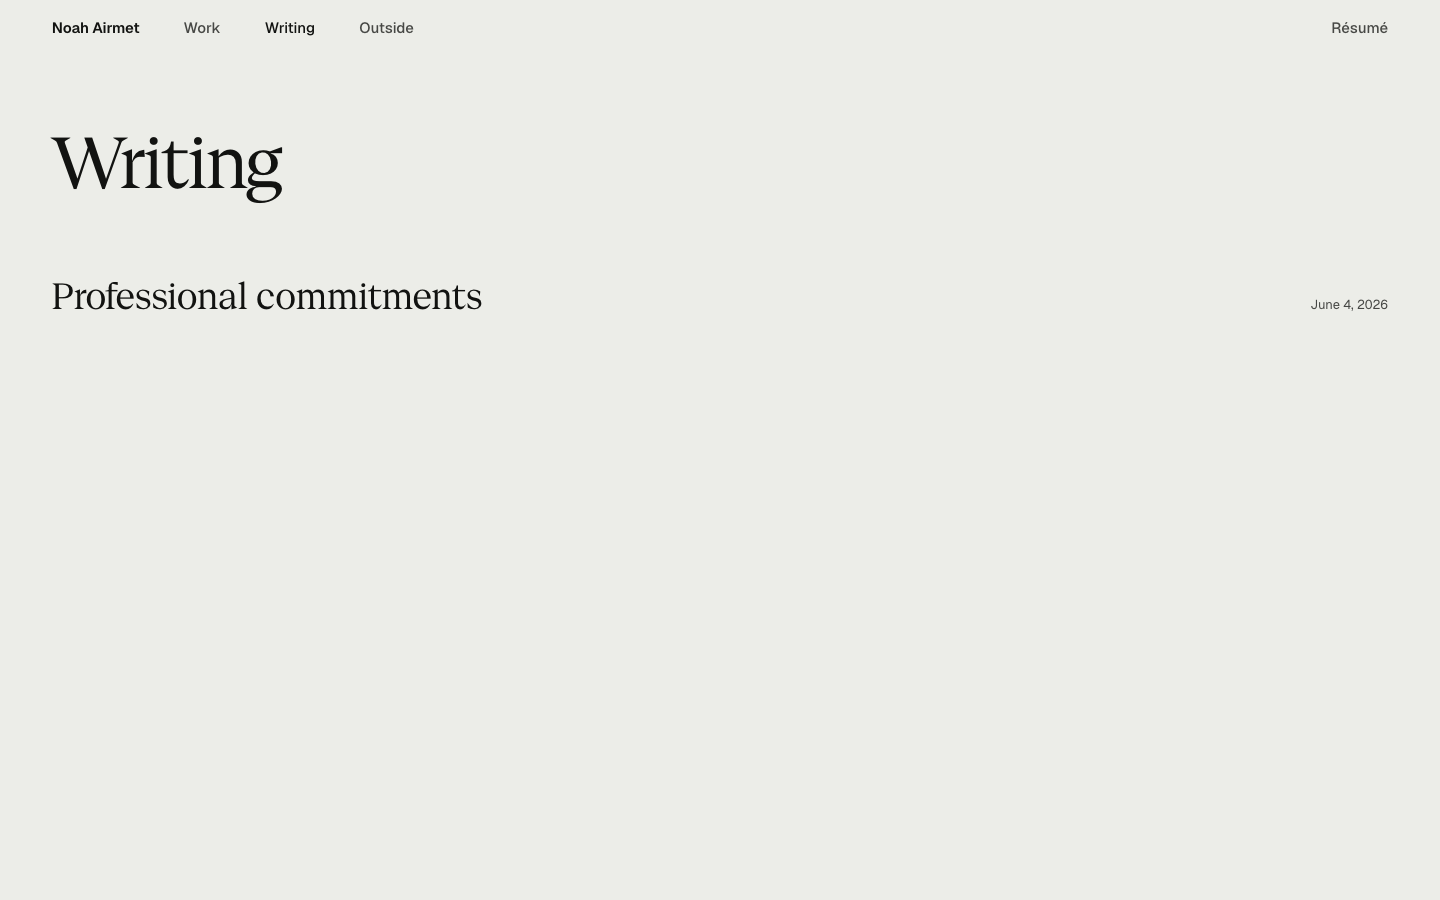 Noah Airmet Work Writing Outside Résumé
Writing
Professional commitments June 4, 2026